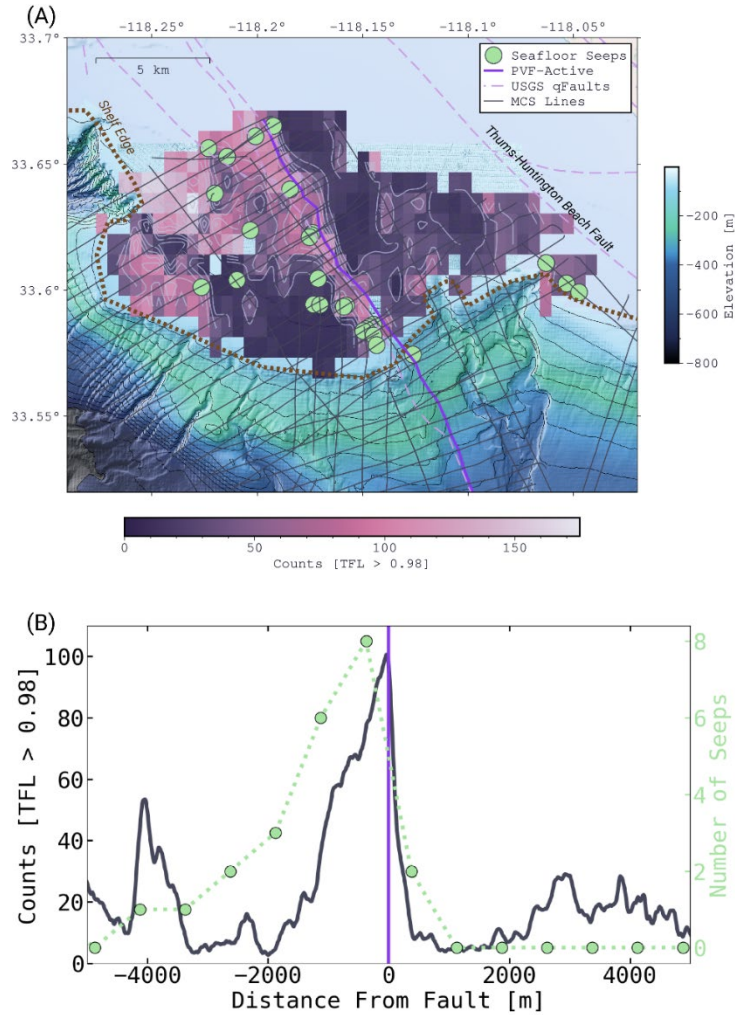 (A)
−118.25° −118.2° −118.15° −118.1° −118.05°
33.7°
33.65°
33.6°
33.55°
5 km
Seafloor Seeps
PVF-Active
USGS qFaults
MCS Lines
Shelf Edge
Thums-Huntington Beach Fault
−200
−400
−600
−800
Elevation [m]
0 50 100 150
Counts [TFL > 0.98]
(B)
100
80
60
40
20
0
Counts [TFL > 0.98]
8
6
4
2
0
Number of Seeps
−4000 −2000 0 2000 4000
Distance From Fault [m]